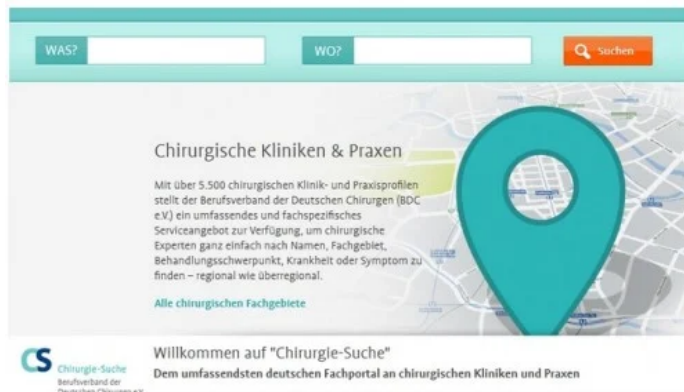 WAS?
WO?
Suchen
Chirurgische Kliniken & Praxen
Mit über 5.500 chirurgischen Klinik- und Praxisprofilen
stellt der Berufsverband der Deutschen Chirurgen (BDC
e.V.) ein umfassendes und fachspezifisches
Serviceangebot zur Verfügung, um chirurgische
Experten ganz einfach nach Namen, Fachgebiet,
Behandlungsschwerpunkt, Krankheit oder Symptom zu
finden – regional wie überregional.
Alle chirurgischen Fachgebiete
CS
Chirurgie-Suche
Berufsverband der
Deutschen Chirurgen e.V.
Willkommen auf "Chirurgie-Suche"
Dem umfassendsten deutschen Fachportal an chirurgischen Kliniken und Praxen